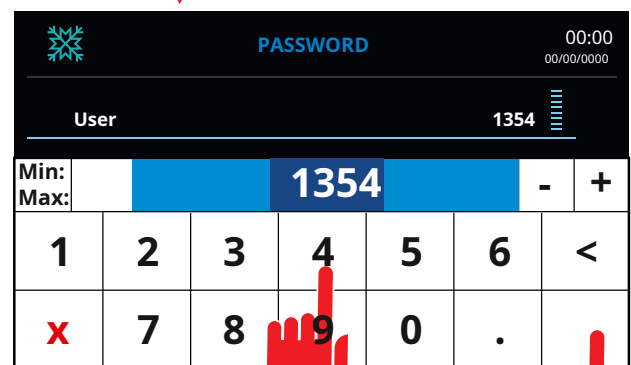 PASSWORD
00:00
00/00/0000
User 1354
Min:
Max:
1354 - +
1 2 3 4 5 6 <
x 7 8 9 0 .